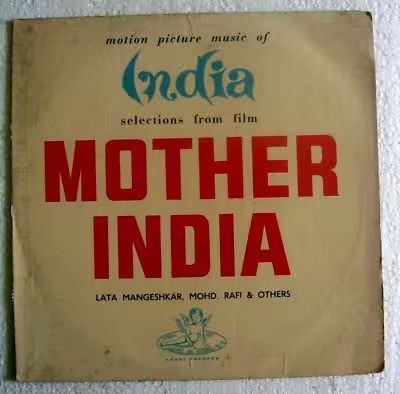 motion picture music of
India
selections from film
MOTHER
INDIA
LATA MANGESHKAR, MOHD. RAFI & OTHERS